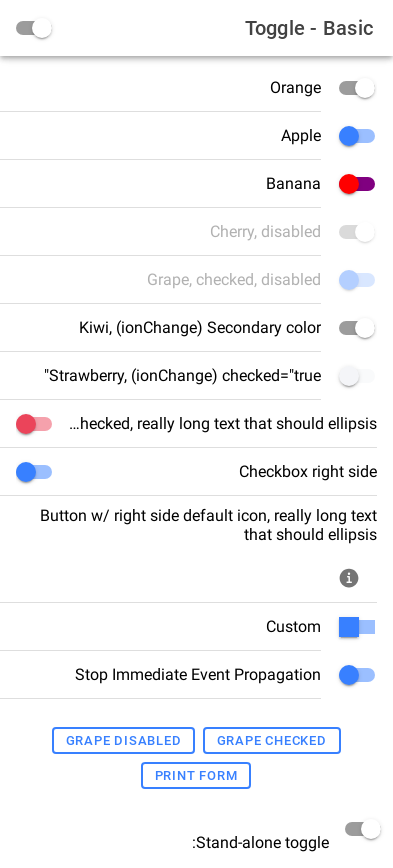 Toggle - Basic
Orange
Apple
Banana
Cherry, disabled
Grape, checked, disabled
Kiwi, (ionChange) Secondary color
"Strawberry, (ionChange) checked="true
...hecked, really long text that should ellipsis
Checkbox right side
Button w/ right side default icon, really long text
that should ellipsis
Custom
Stop Immediate Event Propagation
GRAPE DISABLED
GRAPE CHECKED
PRINT FORM
:Stand-alone toggle